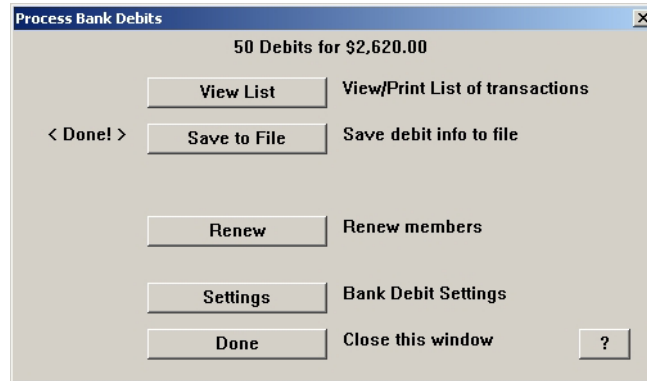 Process Bank Debits
50 Debits for $2,620.00
View List View/Print List of transactions
< Done! > Save to File Save debit info to file
Renew Renew members
Settings Bank Debit Settings
Done Close this window ?